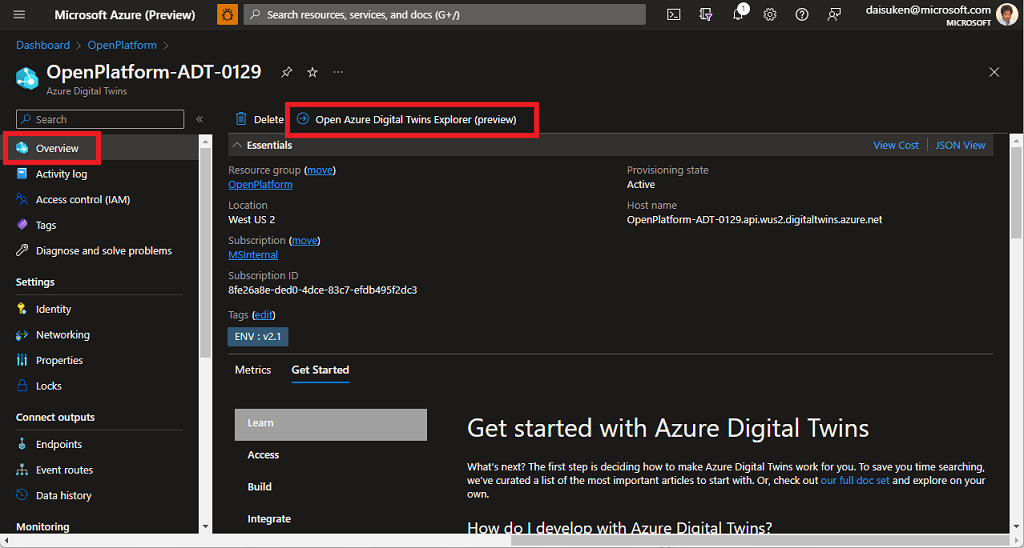 Microsoft Azure (Preview)
Search resources, services, and docs (G+/)
1
daisuken@microsoft.com
MICROSOFT
Dashboard > OpenPlatform >
OpenPlatform-ADT-0129
Azure Digital Twins
Search
Delete
Open Azure Digital Twins Explorer (preview)
Overview
Activity log
Access control (IAM)
Tags
Diagnose and solve problems
Settings
Identity
Networking
Properties
Locks
Connect outputs
Endpoints
Event routes
Data history
Monitoring
Essentials
View Cost
JSON View
Resource group (move)
OpenPlatform
Location
West US 2
Subscription (move)
MSInternal
Subscription ID
8fe26a8e-ded0-4dce-83c7-efdb495f2dc3
Tags (edit)
ENV : v2.1
Provisioning state
Active
Host name
OpenPlatform-ADT-0129.api.wus2.digitaltwins.azure.net
Metrics
Get Started
Learn
Access
Build
Integrate
Get started with Azure Digital Twins
What's next? The first step is deciding how to make Azure Digital Twins work for you. To save you time searching,
we've curated a list of the most important articles to start with. Or, check out our full doc set and explore on your
own.
How do I develop with Azure Digital Twins?